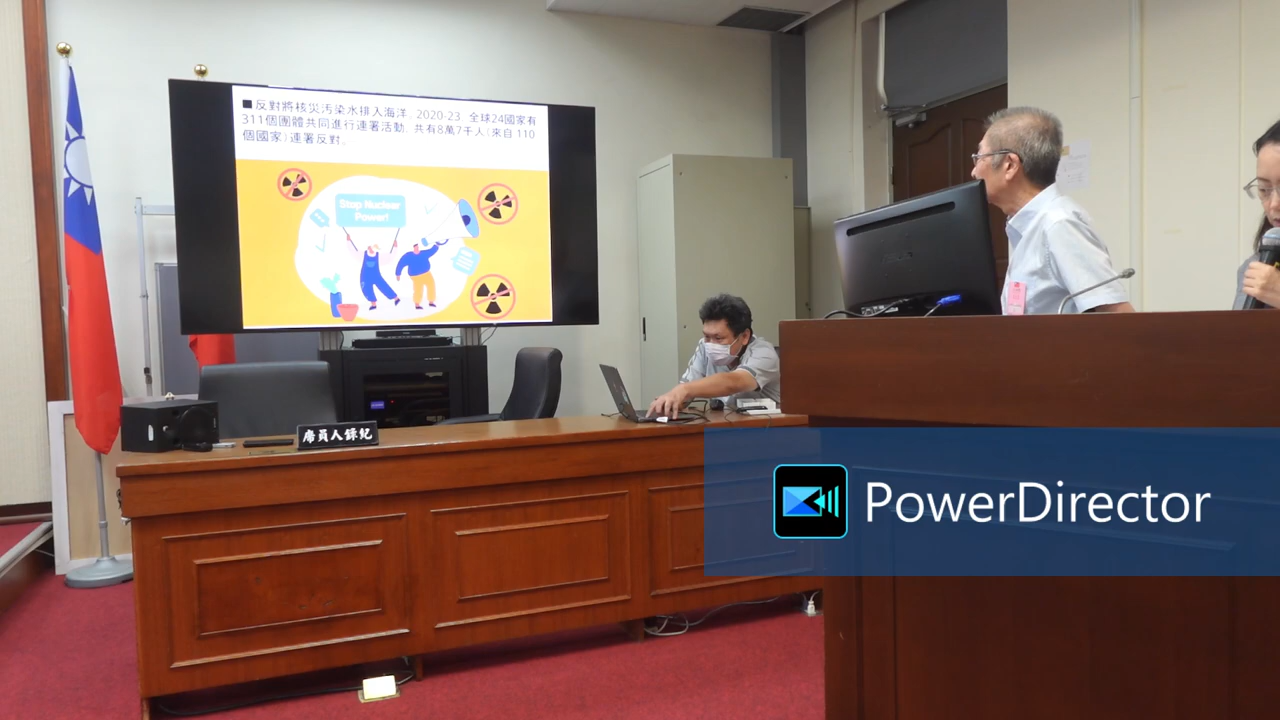 ■反對將核災汚染水排入海洋, 2020-23, 全球24國家有
311個團體共同進行連署活動, 共有8萬7千人(來自 110
個國家)連署反對。
Stop Nuclear
Power!
席員人錄紀
PowerDirector